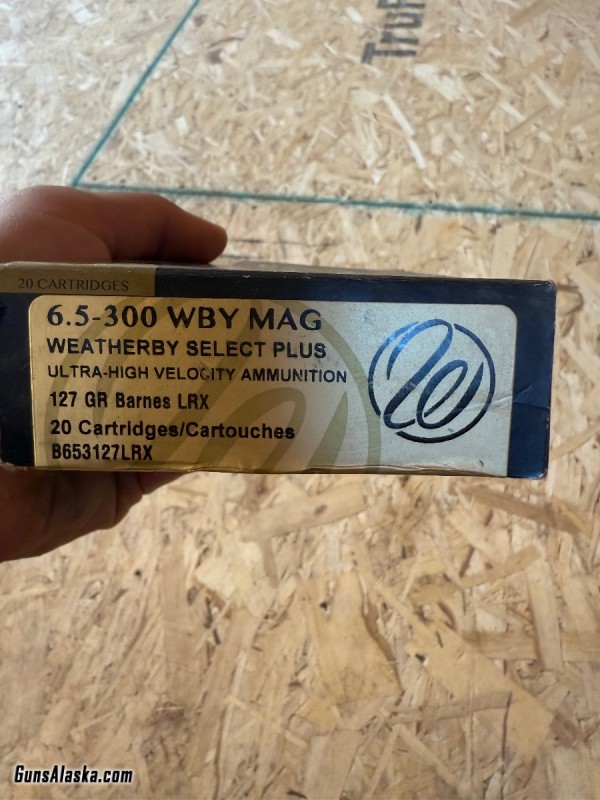 TruF
20 CARTRIDGES
6.5-300 WBY MAG
WEATHERBY SELECT PLUS
ULTRA-HIGH VELOCITY AMMUNITION
127 GR Barnes LRX
20 Cartridges/Cartouches
B653127LRX
GunsAlaska.com